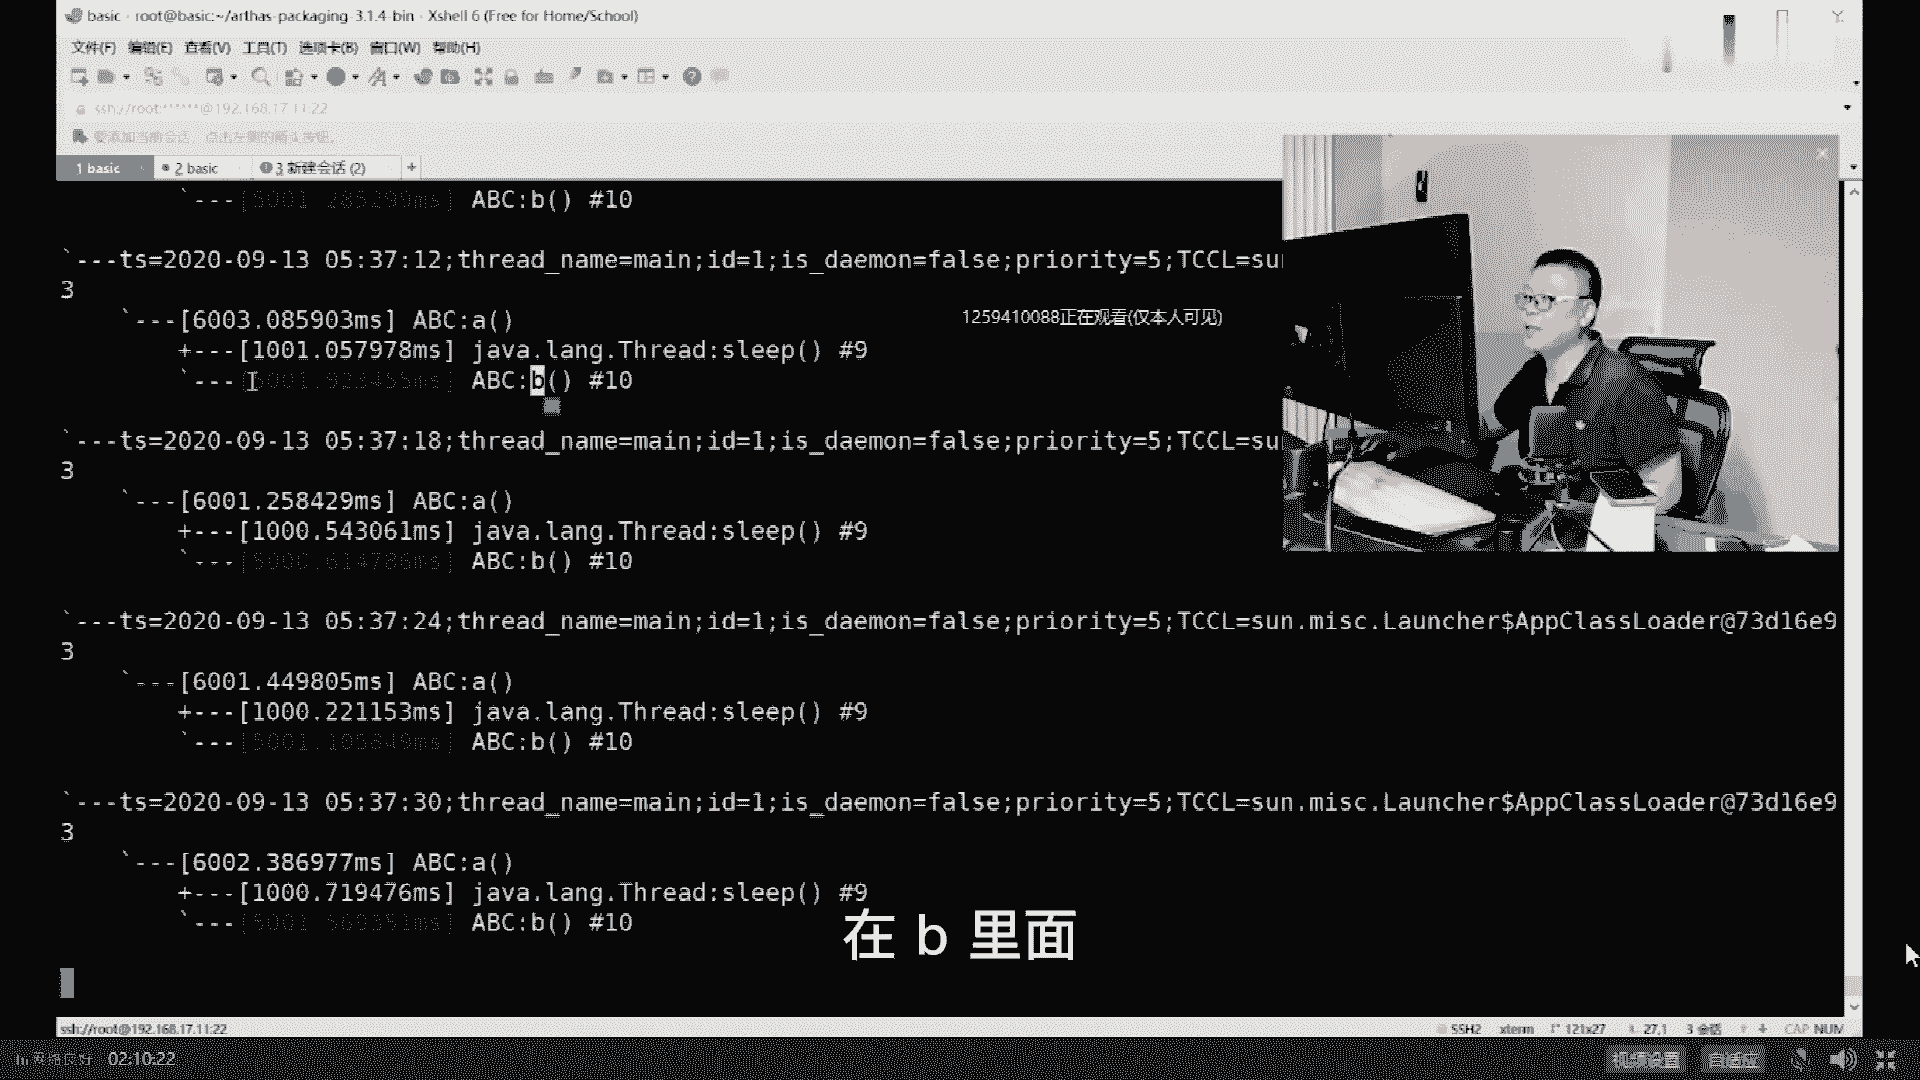 basic - root@basic:~/arthas-packaging-3.1.4-bin - Xshell 6 (Free for Home/School)
文件(F) 编辑(E) 查看(V) 工具(T) 选项卡(B) 窗口(W) 帮助(H)
ssh://root:******@192.168.17.11:22
要添加当前会话，点击左侧的箭头按钮。
1 basic 2 basic 3 新建会话 (2) +
`---[5001.285299ms] ABC:b() #10
`---ts=2020-09-13 05:37:12;thread_name=main;id=1;is_daemon=false;priority=5;TCCL=sun
3
`---[6003.085903ms] ABC:a()
1259410088正在观看(仅本人可见)
+---[1001.057978ms] java.lang.Thread:sleep() #9
`---[5001.923455ms] ABC:b() #10
`---ts=2020-09-13 05:37:18;thread_name=main;id=1;is_daemon=false;priority=5;TCCL=sun
3
`---[6001.258429ms] ABC:a()
+---[1000.543061ms] java.lang.Thread:sleep() #9
`---[5000.614786ms] ABC:b() #10
`---ts=2020-09-13 05:37:24;thread_name=main;id=1;is_daemon=false;priority=5;TCCL=sun.misc.Launcher$AppClassLoader@73d16e9
3
`---[6001.449805ms] ABC:a()
+---[1000.221153ms] java.lang.Thread:sleep() #9
`---[5001.105849ms] ABC:b() #10
`---ts=2020-09-13 05:37:30;thread_name=main;id=1;is_daemon=false;priority=5;TCCL=sun.misc.Launcher$AppClassLoader@73d16e9
3
`---[6002.386977ms] ABC:a()
+---[1000.719476ms] java.lang.Thread:sleep() #9
`---[5001.569351ms] ABC:b() #10
在 b 里面
ssh://root@192.168.17.11:22 SSH2 xterm 121x27 27,1 3 会话 CAP NUM
网络良好 02:10:22 视频设置 自适应